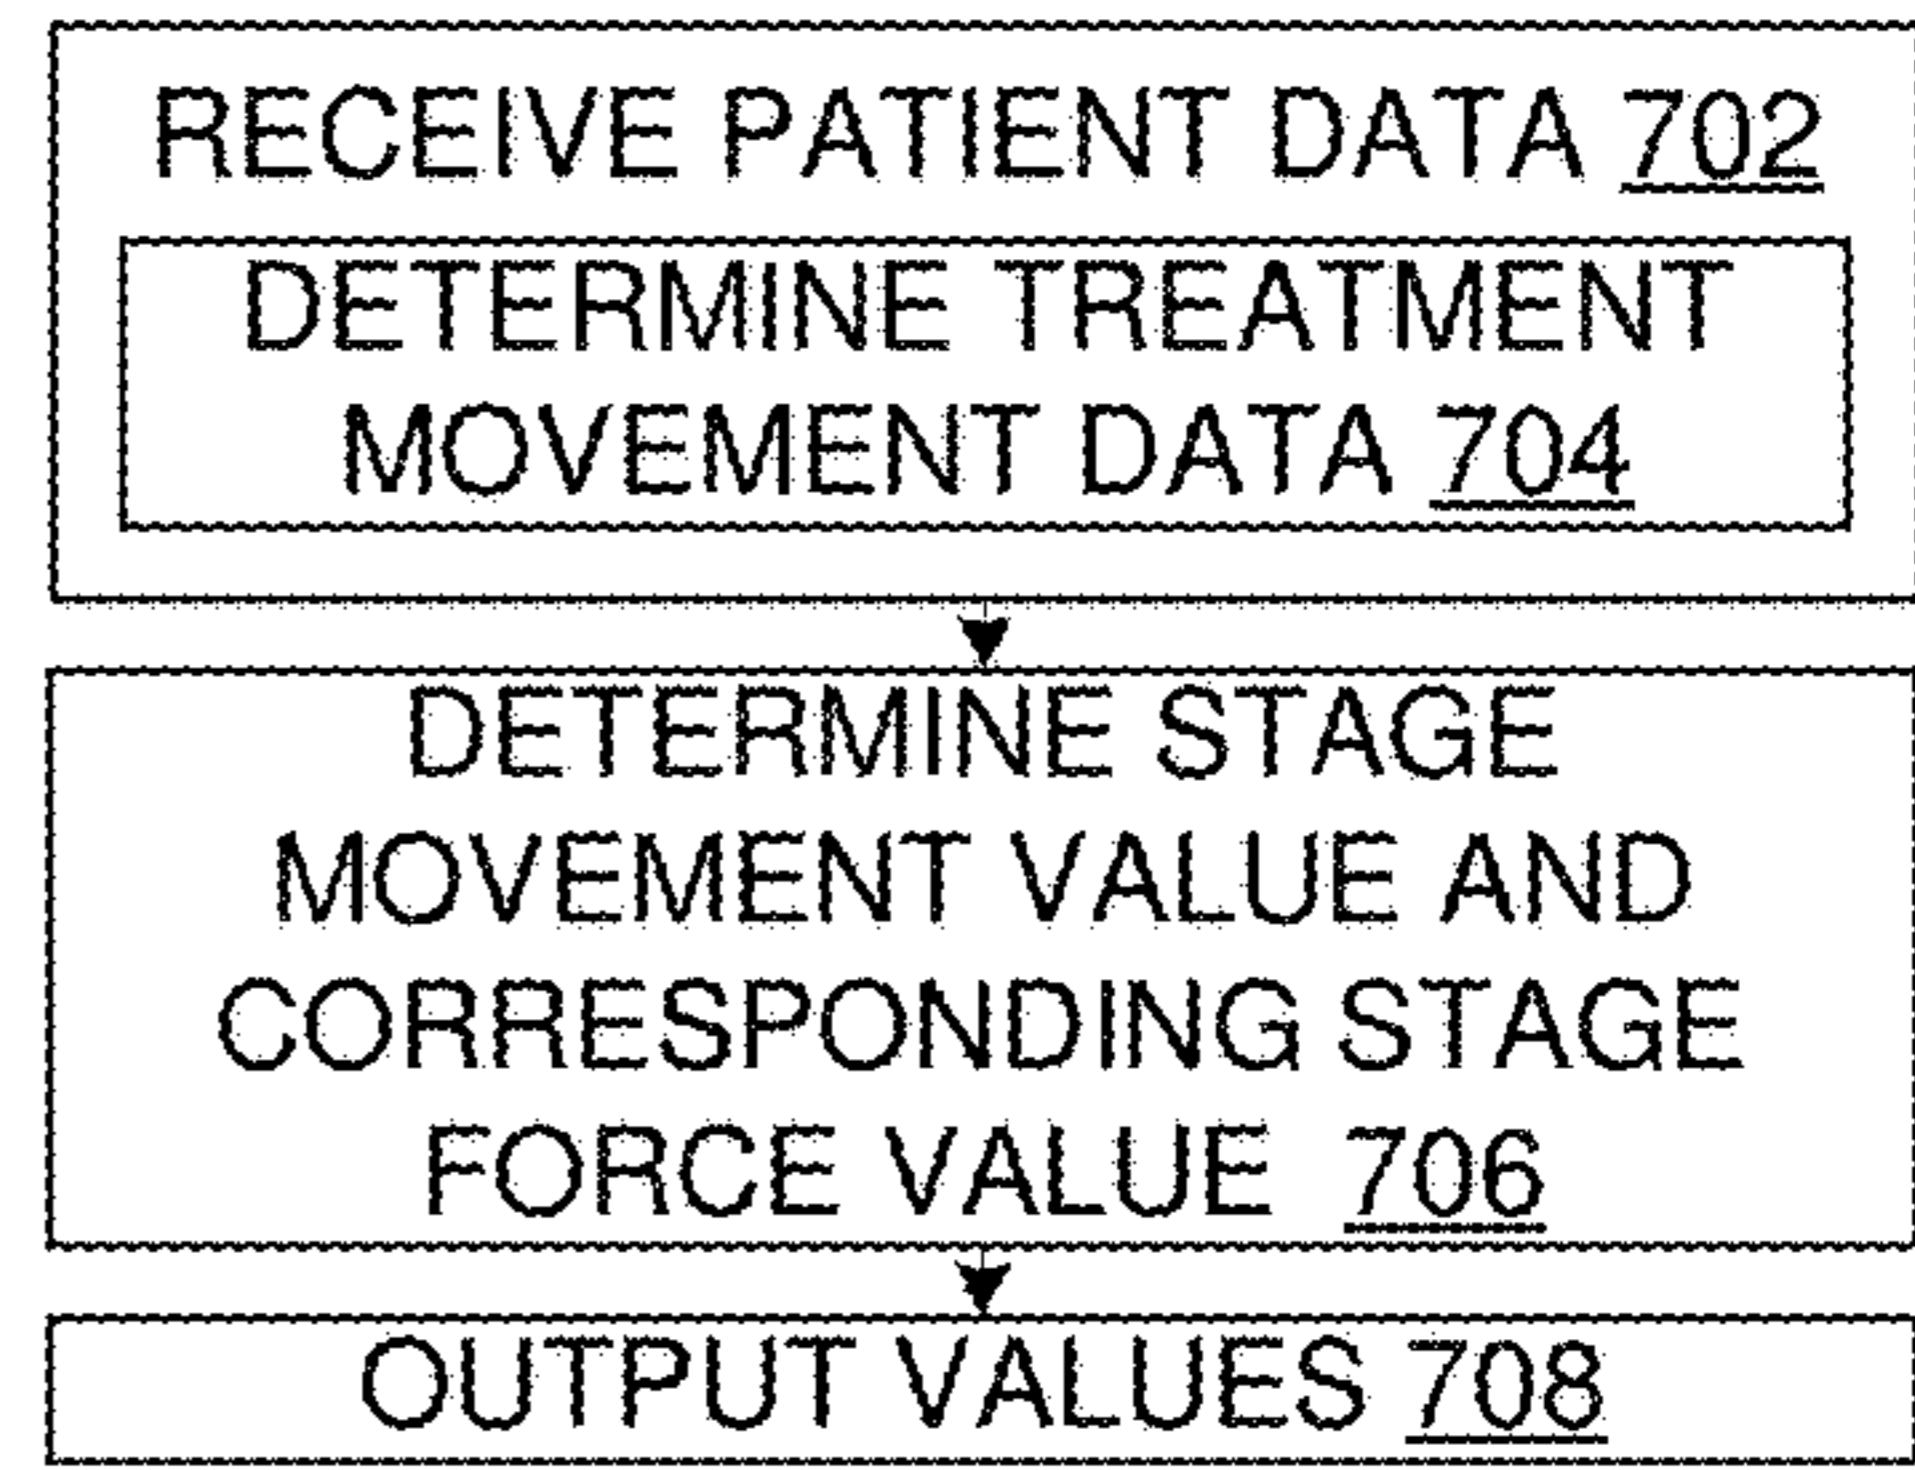 RECEIVE PATIENT DATA 702
DETERMINE TREATMENT
MOVEMENT DATA 704
DETERMINE STAGE
MOVEMENT VALUE AND
CORRESPONDING STAGE
FORCE VALUE 706
OUTPUT VALUES 708